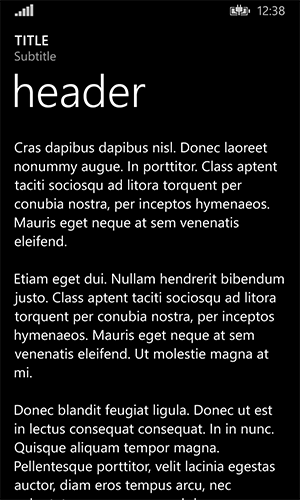 12:38
TITLE
Subtitle
header
Cras dapibus dapibus nisl. Donec laoreet
nonummy augue. In porttitor. Class aptent
taciti sociosqu ad litora torquent per
conubia nostra, per inceptos hymenaeos.
Mauris eget neque at sem venenatis
eleifend.
Etiam eget dui. Nullam hendrerit bibendum
justo. Class aptent taciti sociosqu ad litora
torquent per conubia nostra, per inceptos
hymenaeos. Mauris eget neque at sem
venenatis eleifend. Ut molestie magna at
mi.
Donec blandit feugiat ligula. Donec ut est
in lectus consequat consequat. In in nunc.
Quisque aliquam tempor magna.
Pellentesque porttitor, velit lacinia egestas
auctor, diam eros tempus arcu, nec